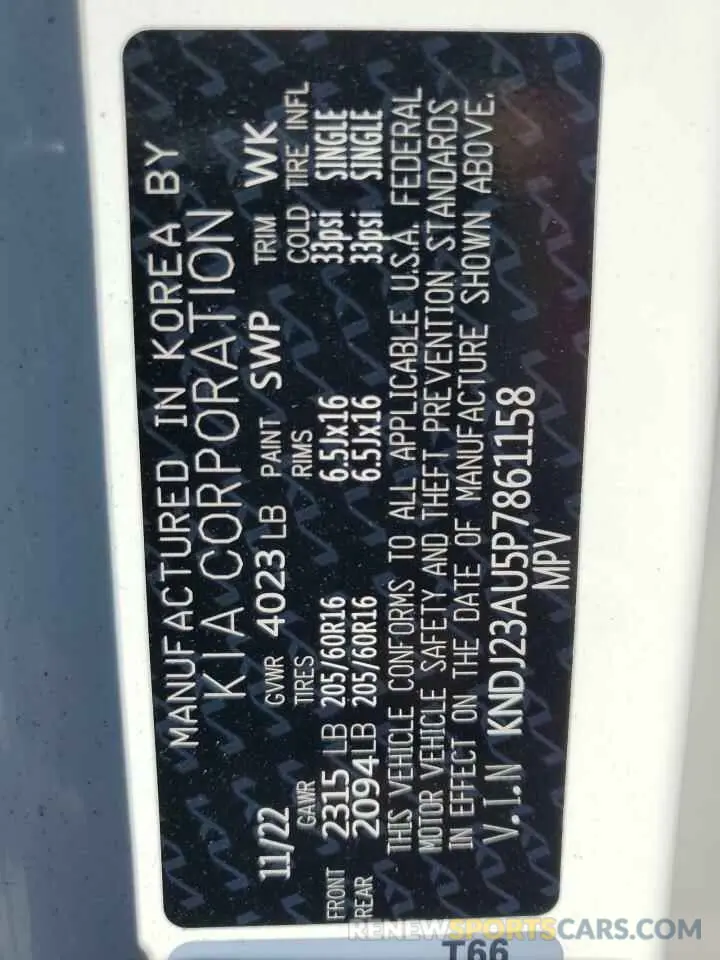 MANUFACTURED IN KOREA BY
KIA CORPORATION
11/22 GVWR 4023 LB PAINT SWP TRIM WK
GAWR TIRES RIMS COLD TIRE INFL
FRONT 2315 LB 205/60R16 6.5Jx16 33psi SINGLE
REAR 2094LB 205/60R16 6.5Jx16 33psi SINGLE
THIS VEHICLE CONFORMS TO ALL APPLICABLE U.S.A. FEDERAL
MOTOR VEHICLE SAFETY AND THEFT PREVENTION STANDARDS
IN EFFECT ON THE DATE OF MANUFACTURE SHOWN ABOVE.
V.I.N KNDJ23AU5P7861158
MPV
T66
RENEWSPORTSCARS.COM